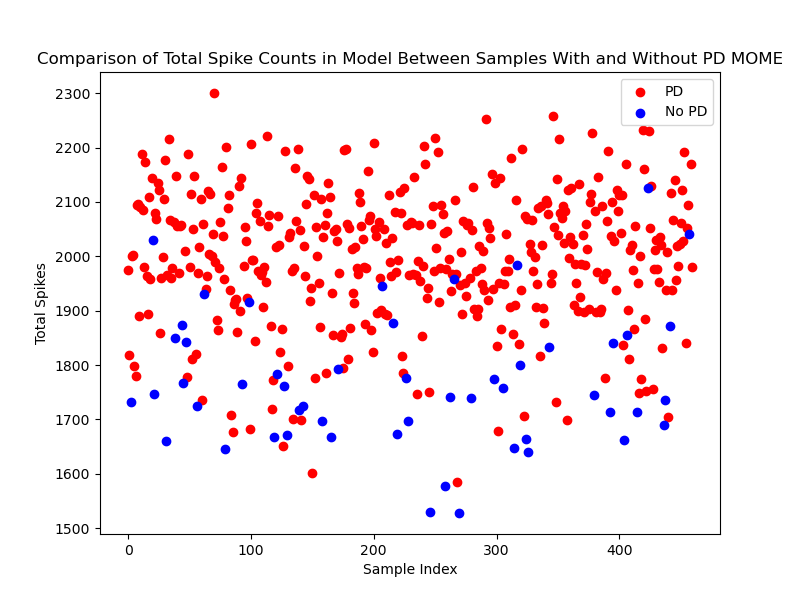 Comparison of Total Spike Counts in Model Between Samples With and Without PD MOME
PD
No PD
2300
2200
2100
2000
1900
1800
1700
1600
1500
Total Spikes
0 100 200 300 400
Sample Index